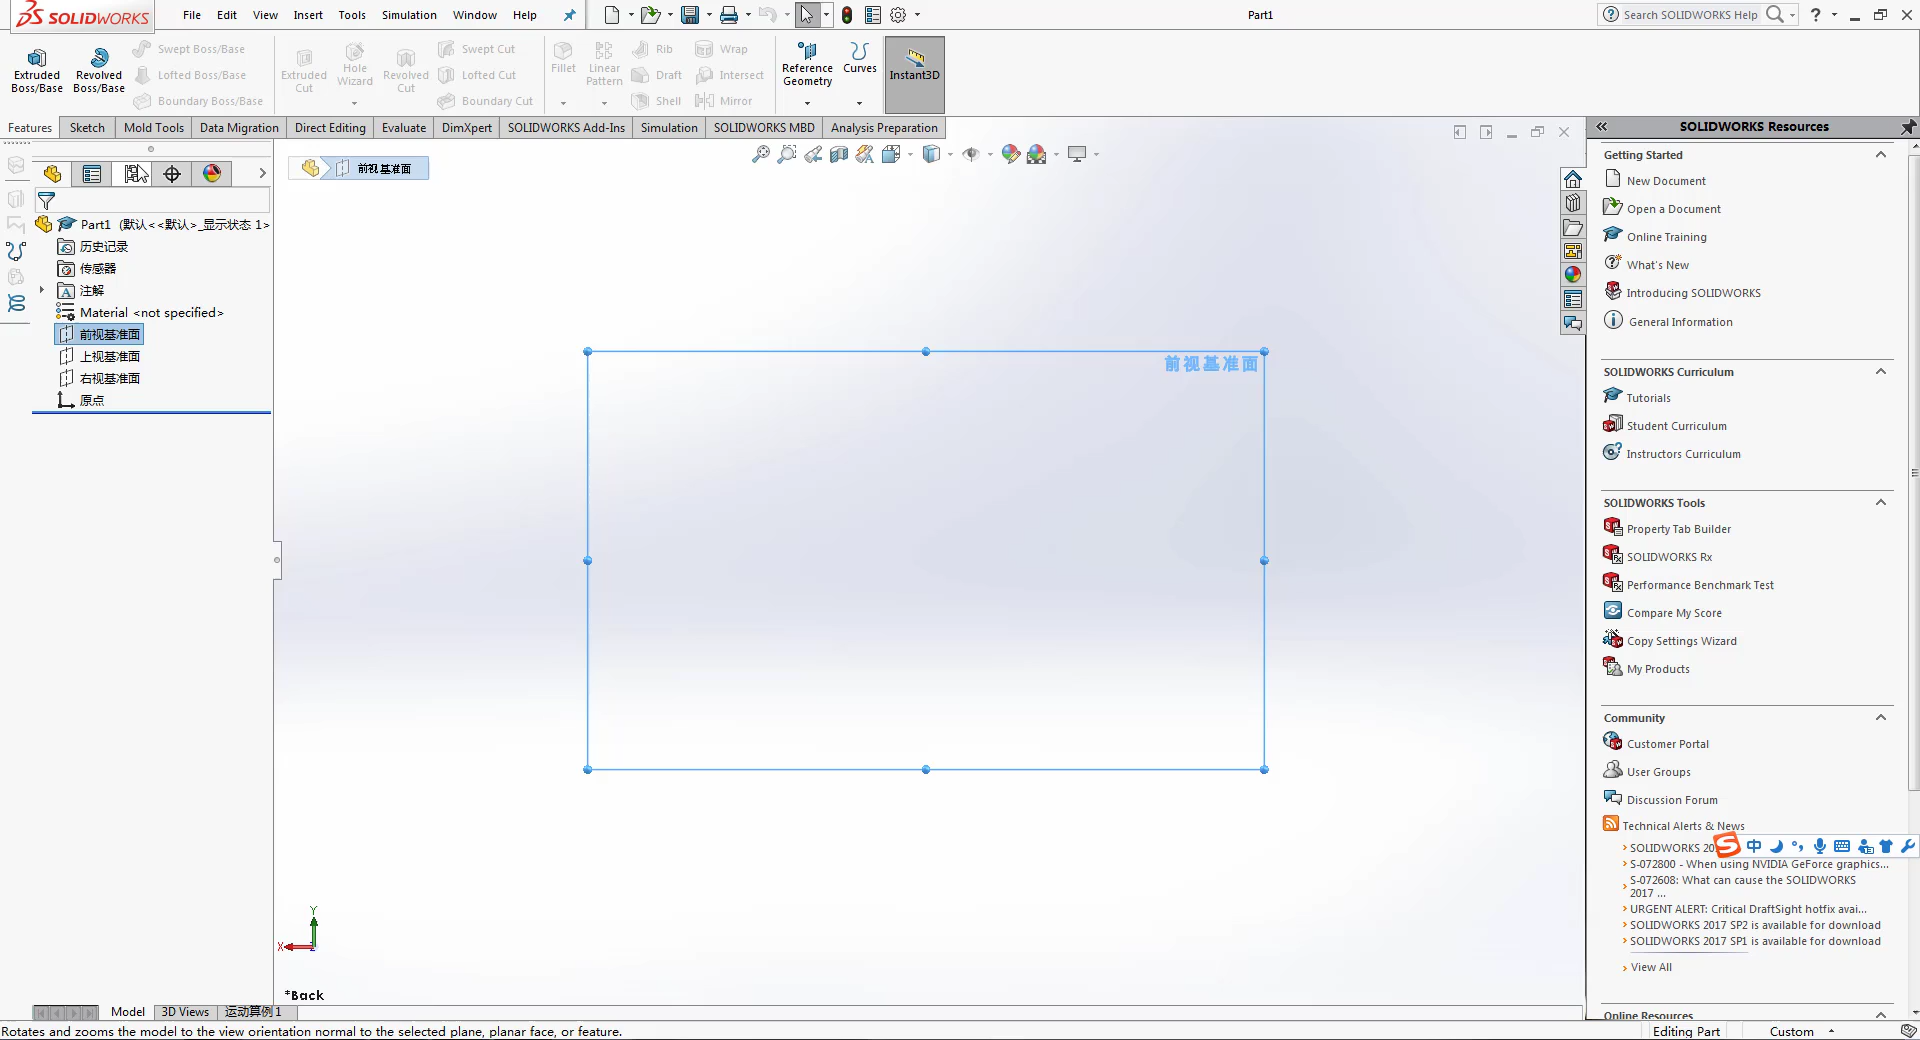 SOLIDWORKS
File Edit View Insert Tools Simulation Window Help
Part1
Search SOLIDWORKS Help
Extruded Boss/Base
Revolved Boss/Base
Swept Boss/Base
Lofted Boss/Base
Boundary Boss/Base
Extruded Cut
Hole Wizard
Revolved Cut
Swept Cut
Lofted Cut
Boundary Cut
Fillet
Linear Pattern
Rib
Draft
Shell
Wrap
Intersect
Mirror
Reference Geometry
Curves
Instant3D
Features Sketch Mold Tools Data Migration Direct Editing Evaluate DimXpert SOLIDWORKS Add-Ins Simulation SOLIDWORKS MBD Analysis Preparation
前视基准面
Part1 (默认<<默认>_显示状态 1>
历史记录
传感器
注解
Material <not specified>
前视基准面
上视基准面
右视基准面
原点
前视基准面
Y
X
*Back
SOLIDWORKS Resources
Getting Started
New Document
Open a Document
Online Training
What's New
Introducing SOLIDWORKS
General Information
SOLIDWORKS Curriculum
Tutorials
Student Curriculum
Instructors Curriculum
SOLIDWORKS Tools
Property Tab Builder
SOLIDWORKS Rx
Performance Benchmark Test
Compare My Score
Copy Settings Wizard
My Products
Community
Customer Portal
User Groups
Discussion Forum
Technical Alerts & News
SOLIDWORKS 20
中
S-072800 - When using NVIDIA GeForce graphics...
S-072608: What can cause the SOLIDWORKS
2017 ...
URGENT ALERT: Critical DraftSight hotfix avai...
SOLIDWORKS 2017 SP2 is available for download
SOLIDWORKS 2017 SP1 is available for download
View All
Online Resources
Model 3D Views 运动算例 1
Rotates and zooms the model to the view orientation normal to the selected plane, planar face, or feature.
Editing Part
Custom